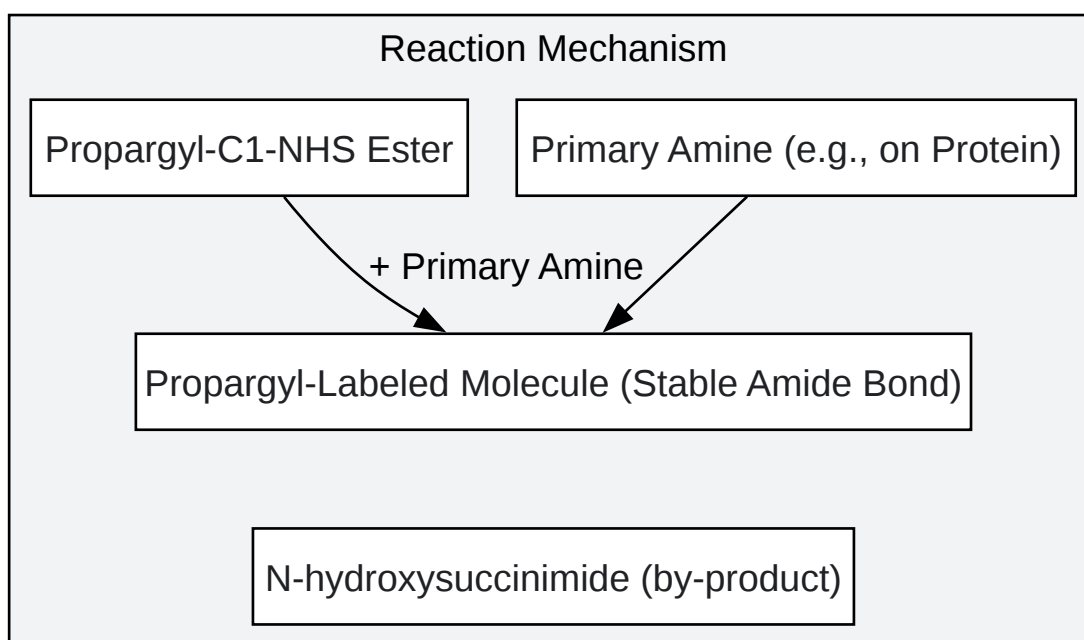 Reaction Mechanism
Propargyl-C1-NHS Ester
Primary Amine (e.g., on Protein)
+ Primary Amine
Propargyl-Labeled Molecule (Stable Amide Bond)
N-hydroxysuccinimide (by-product)